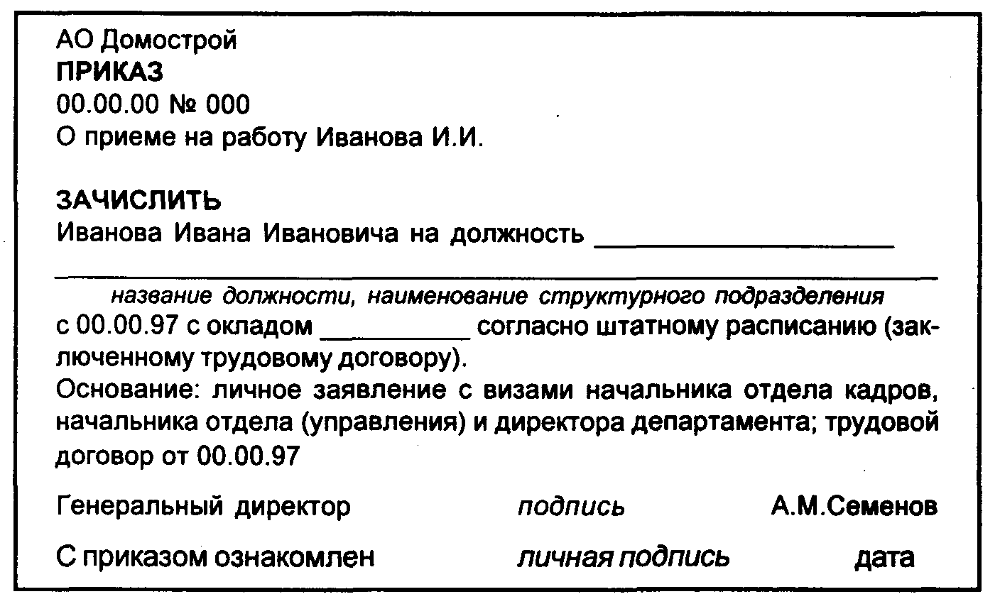 АО Домострой
ПРИКАЗ
00.00.00 № 000
О приеме на работу Иванова И.И.
ЗАЧИСЛИТЬ
Иванова Ивана Ивановича на должность
название должности, наименование структурного подразделения
с 00.00.97 с окладом __________ согласно штатному расписанию (зак-
люченному трудовому договору).
Основание: личное заявление с визами начальника отдела кадров,
начальника отдела (управления) и директора департамента; трудовой
договор от 00.00.97
Генеральный директор подпись А.М.Семенов
С приказом ознакомлен личная подпись дата